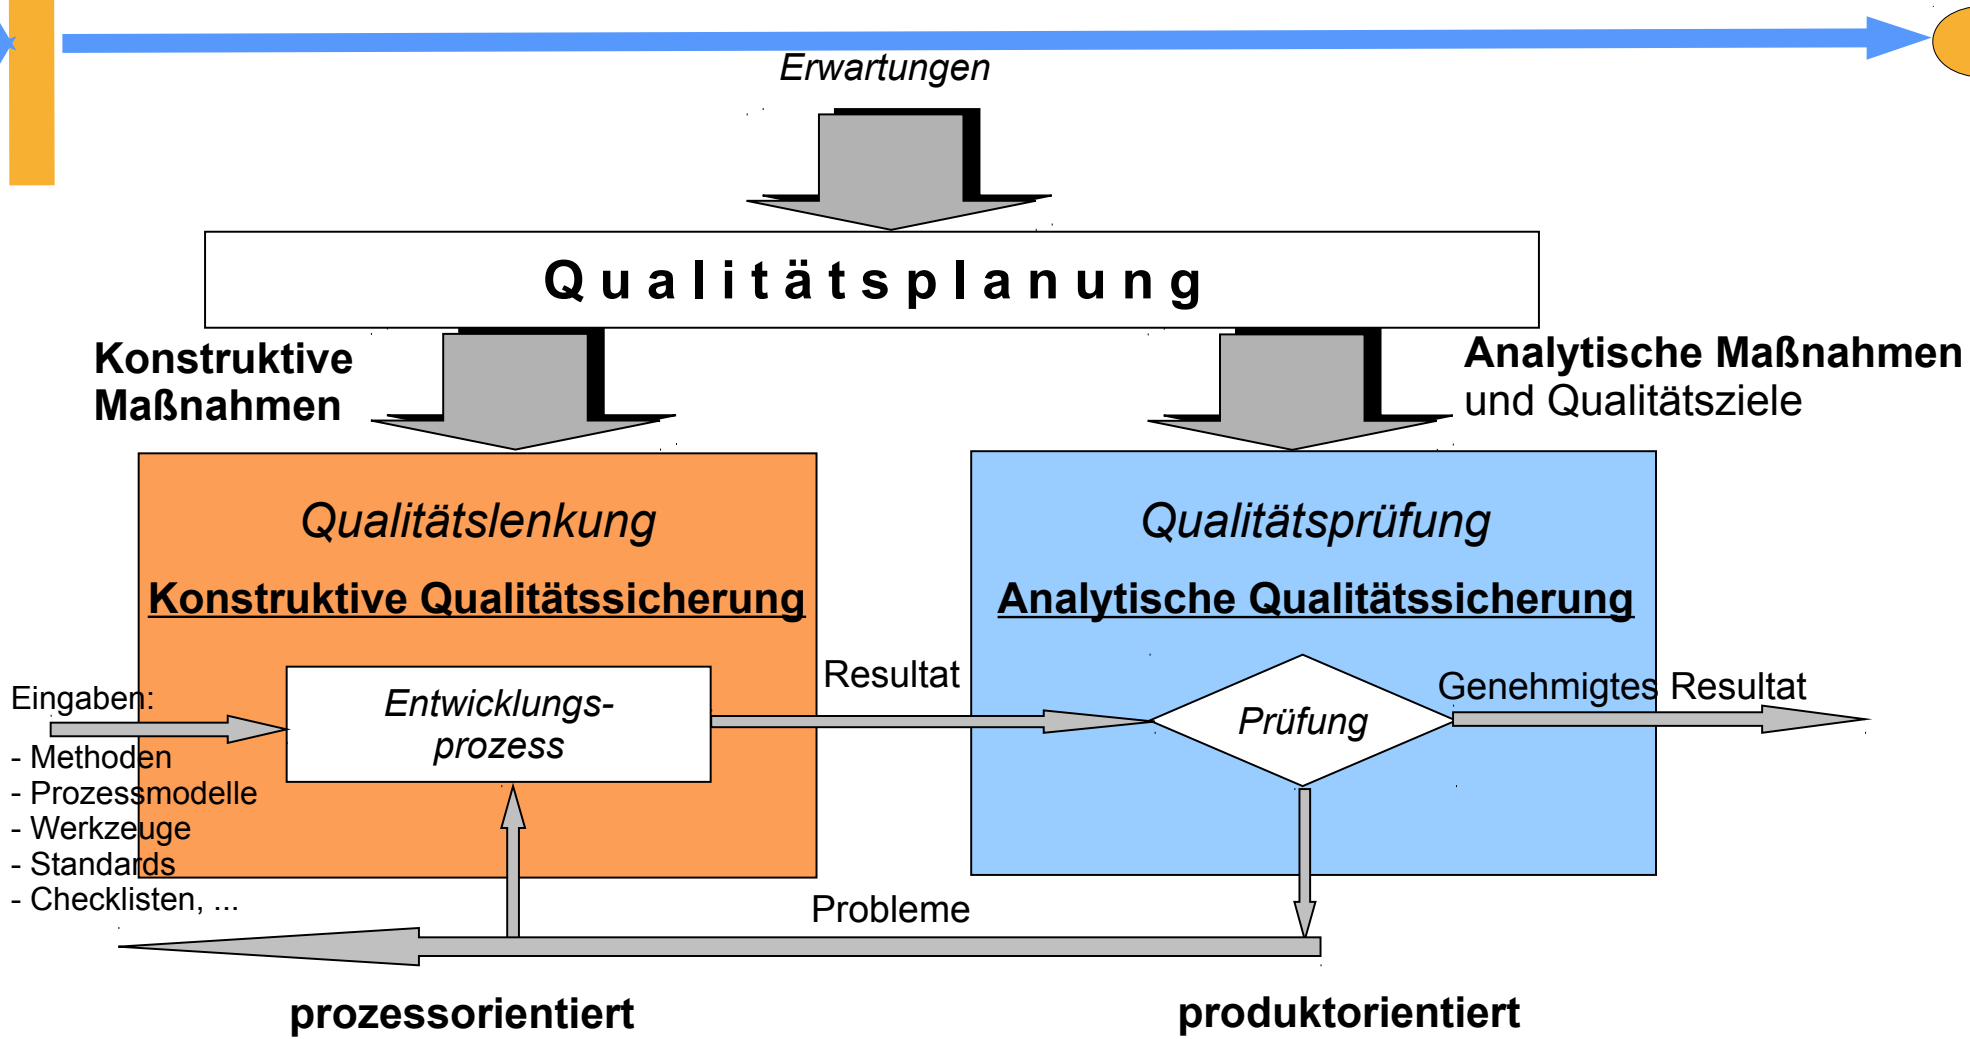 Erwartungen
Qualitätsplanung
Konstruktive
Maßnahmen
Analytische Maßnahmen
und Qualitätsziele
Qualitätslenkung
Konstruktive Qualitätssicherung
Qualitätsprüfung
Analytische Qualitätssicherung
Eingaben:
- Methoden
- Prozessmodelle
- Werkzeuge
- Standards
- Checklisten, ...
Entwicklungs-
prozess
Resultat
Prüfung
Genehmigtes Resultat
Probleme
prozessorientiert
produktorientiert